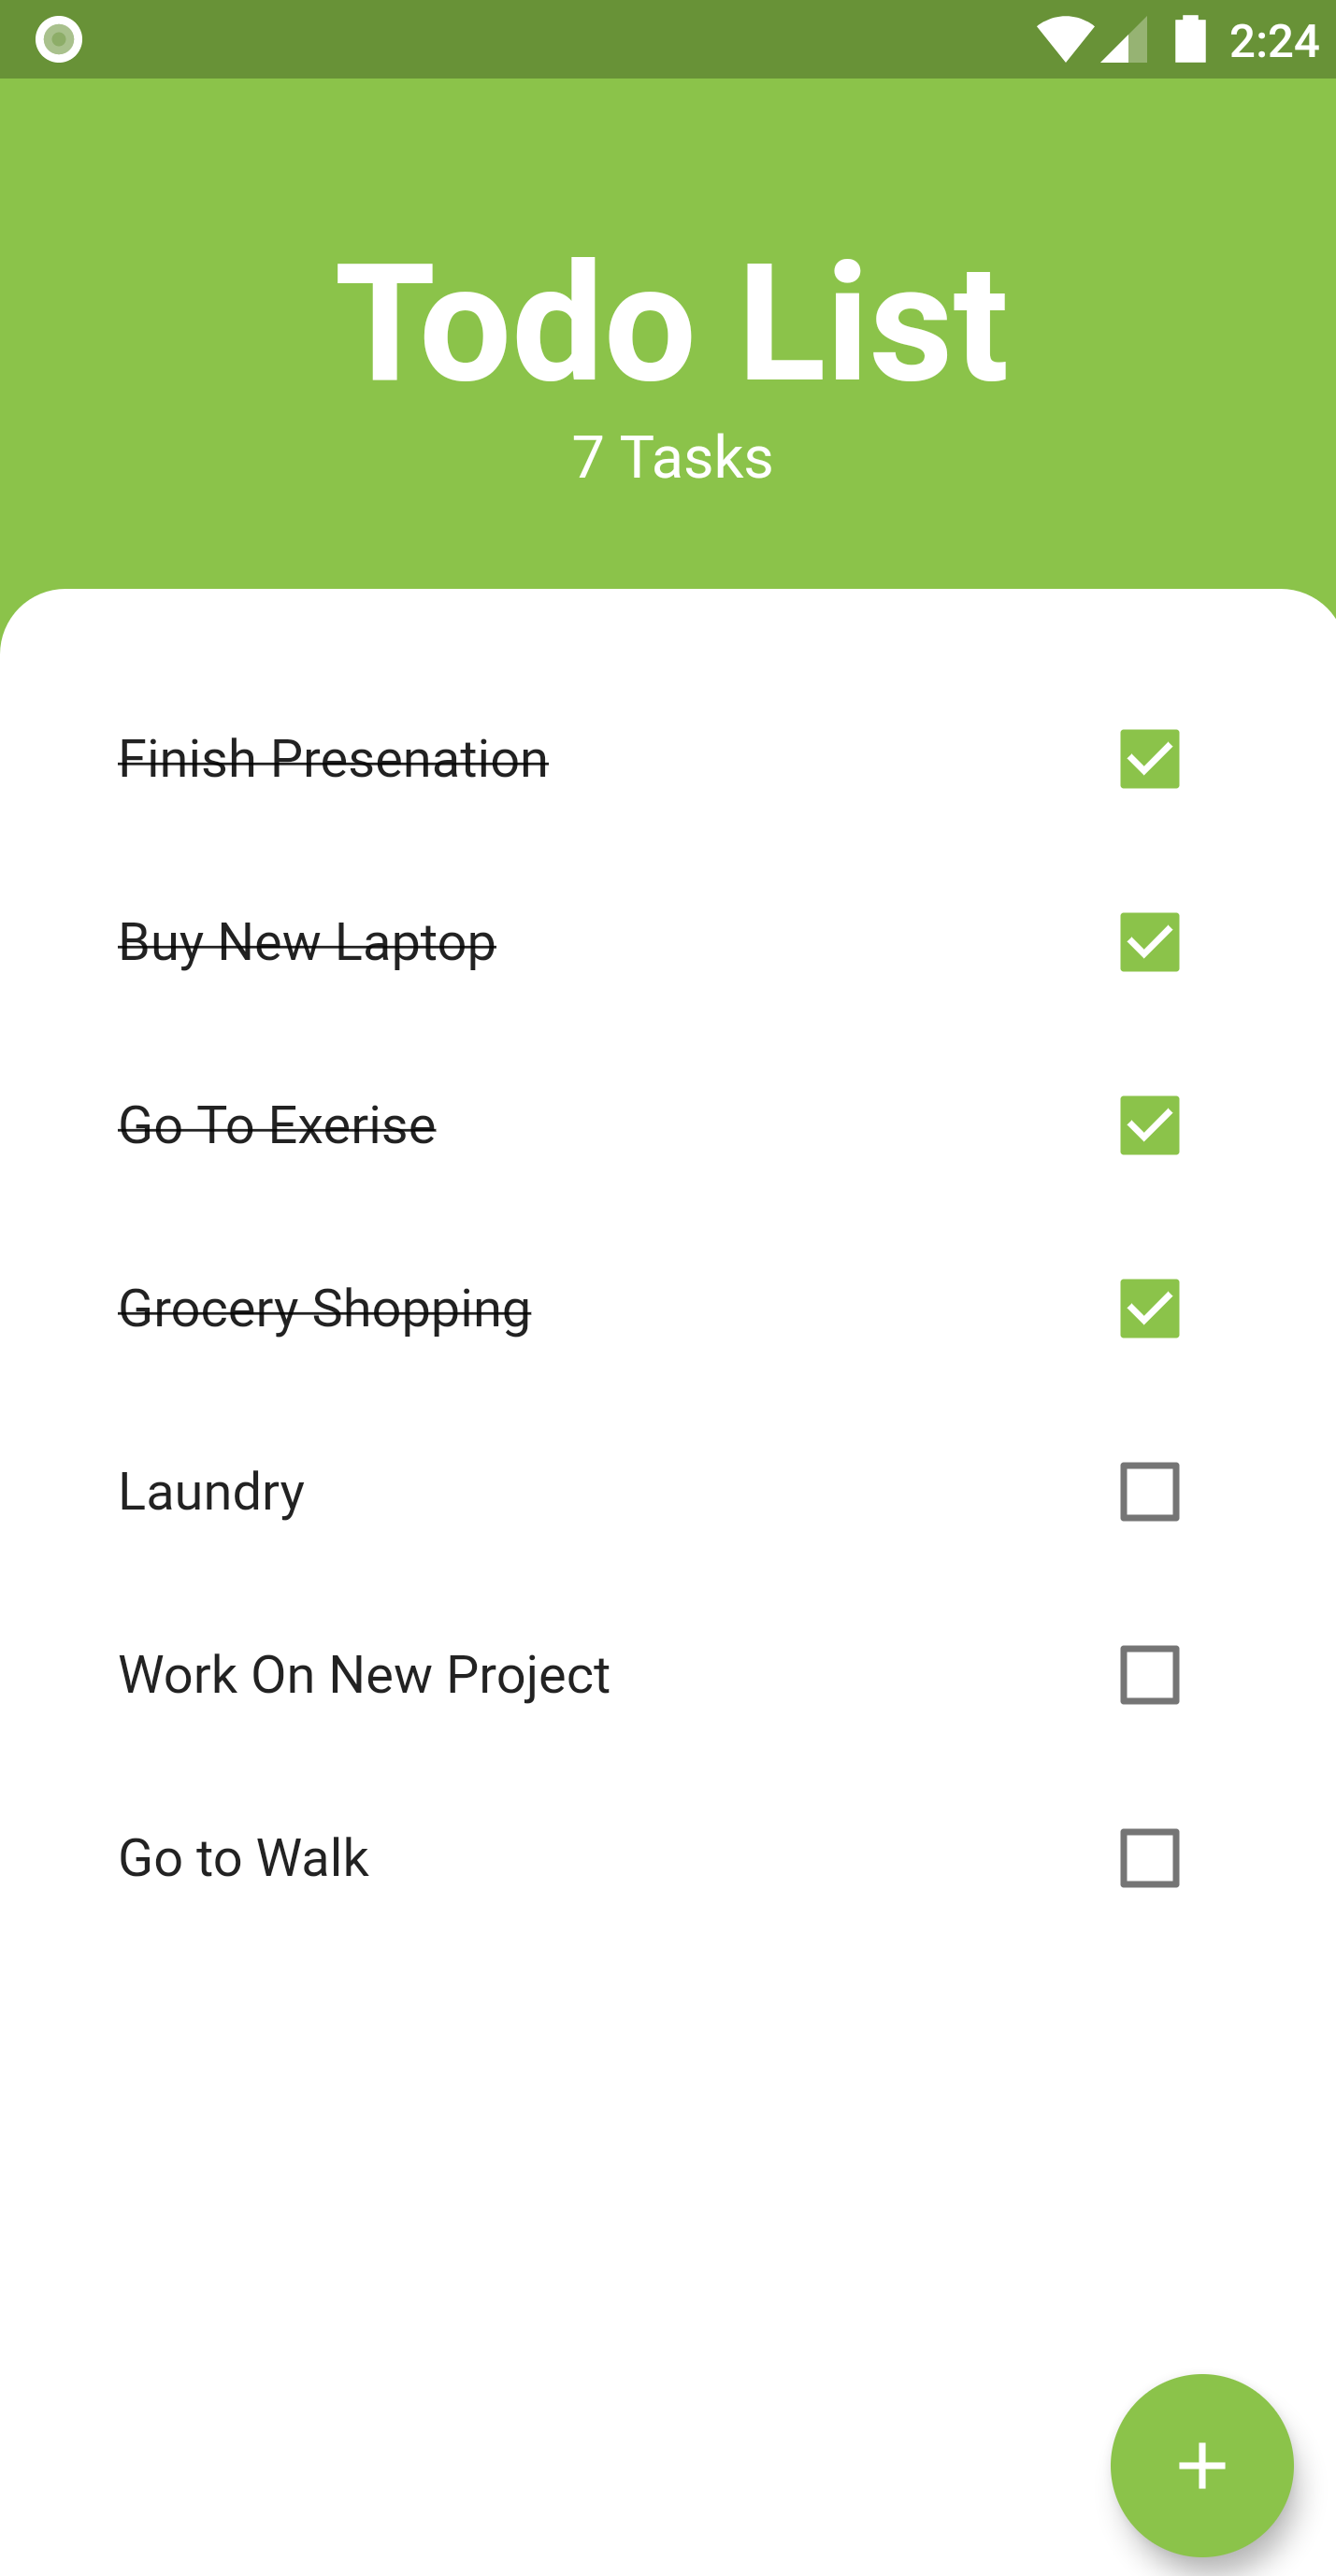 2:24
Todo List
7 Tasks
Finish Presenation
Buy New Laptop
Go To Exerise
Grocery Shopping
Laundry
Work On New Project
Go to Walk